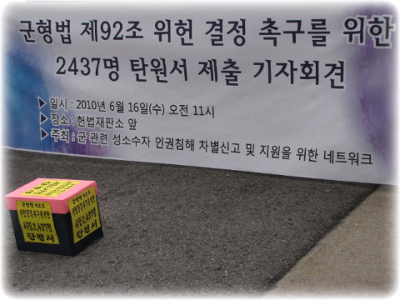 군형법 제92조 위헌 결정 촉구를 위한
2437명 탄원서 제출 기자회견
▶일시 : 2010년 6월 16일(수) 오전 11시
▶장소 : 헌법재판소 앞
▶주최 : 군 관련 성소수자 인권침해 차별신고 및 지원을 위한 네트워크
탄원서
탄원서